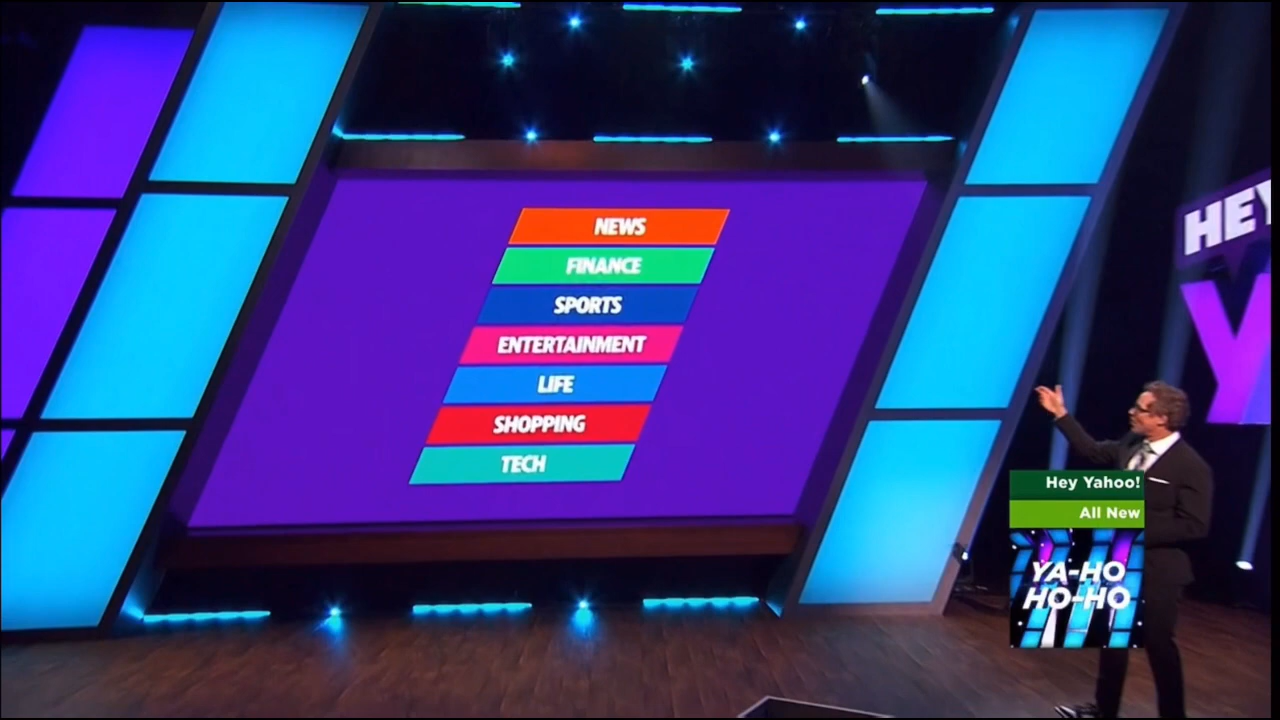 NEWS
FINANCE
SPORTS
ENTERTAINMENT
LIFE
SHOPPING
TECH
HEY
Y
Hey Yahoo!
All New
YA-HO
HO-HO